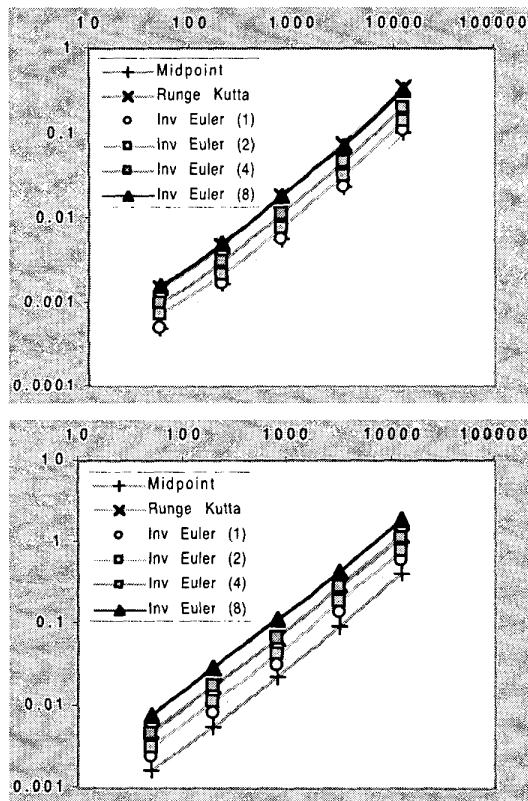 10 100 1000 10000 100000
1
Midpoint
Runge Kutta
0.1
Inv Euler (1)
Inv Euler (2)
Inv Euler (4)
0.01
Inv Euler (8)
0.001
0.0001
10 100 1000 10000 100000
10
Midpoint
Runge Kutta
1
Inv Euler (1)
Inv Euler (2)
Inv Euler (4)
0.1
Inv Euler (8)
0.01
0.001